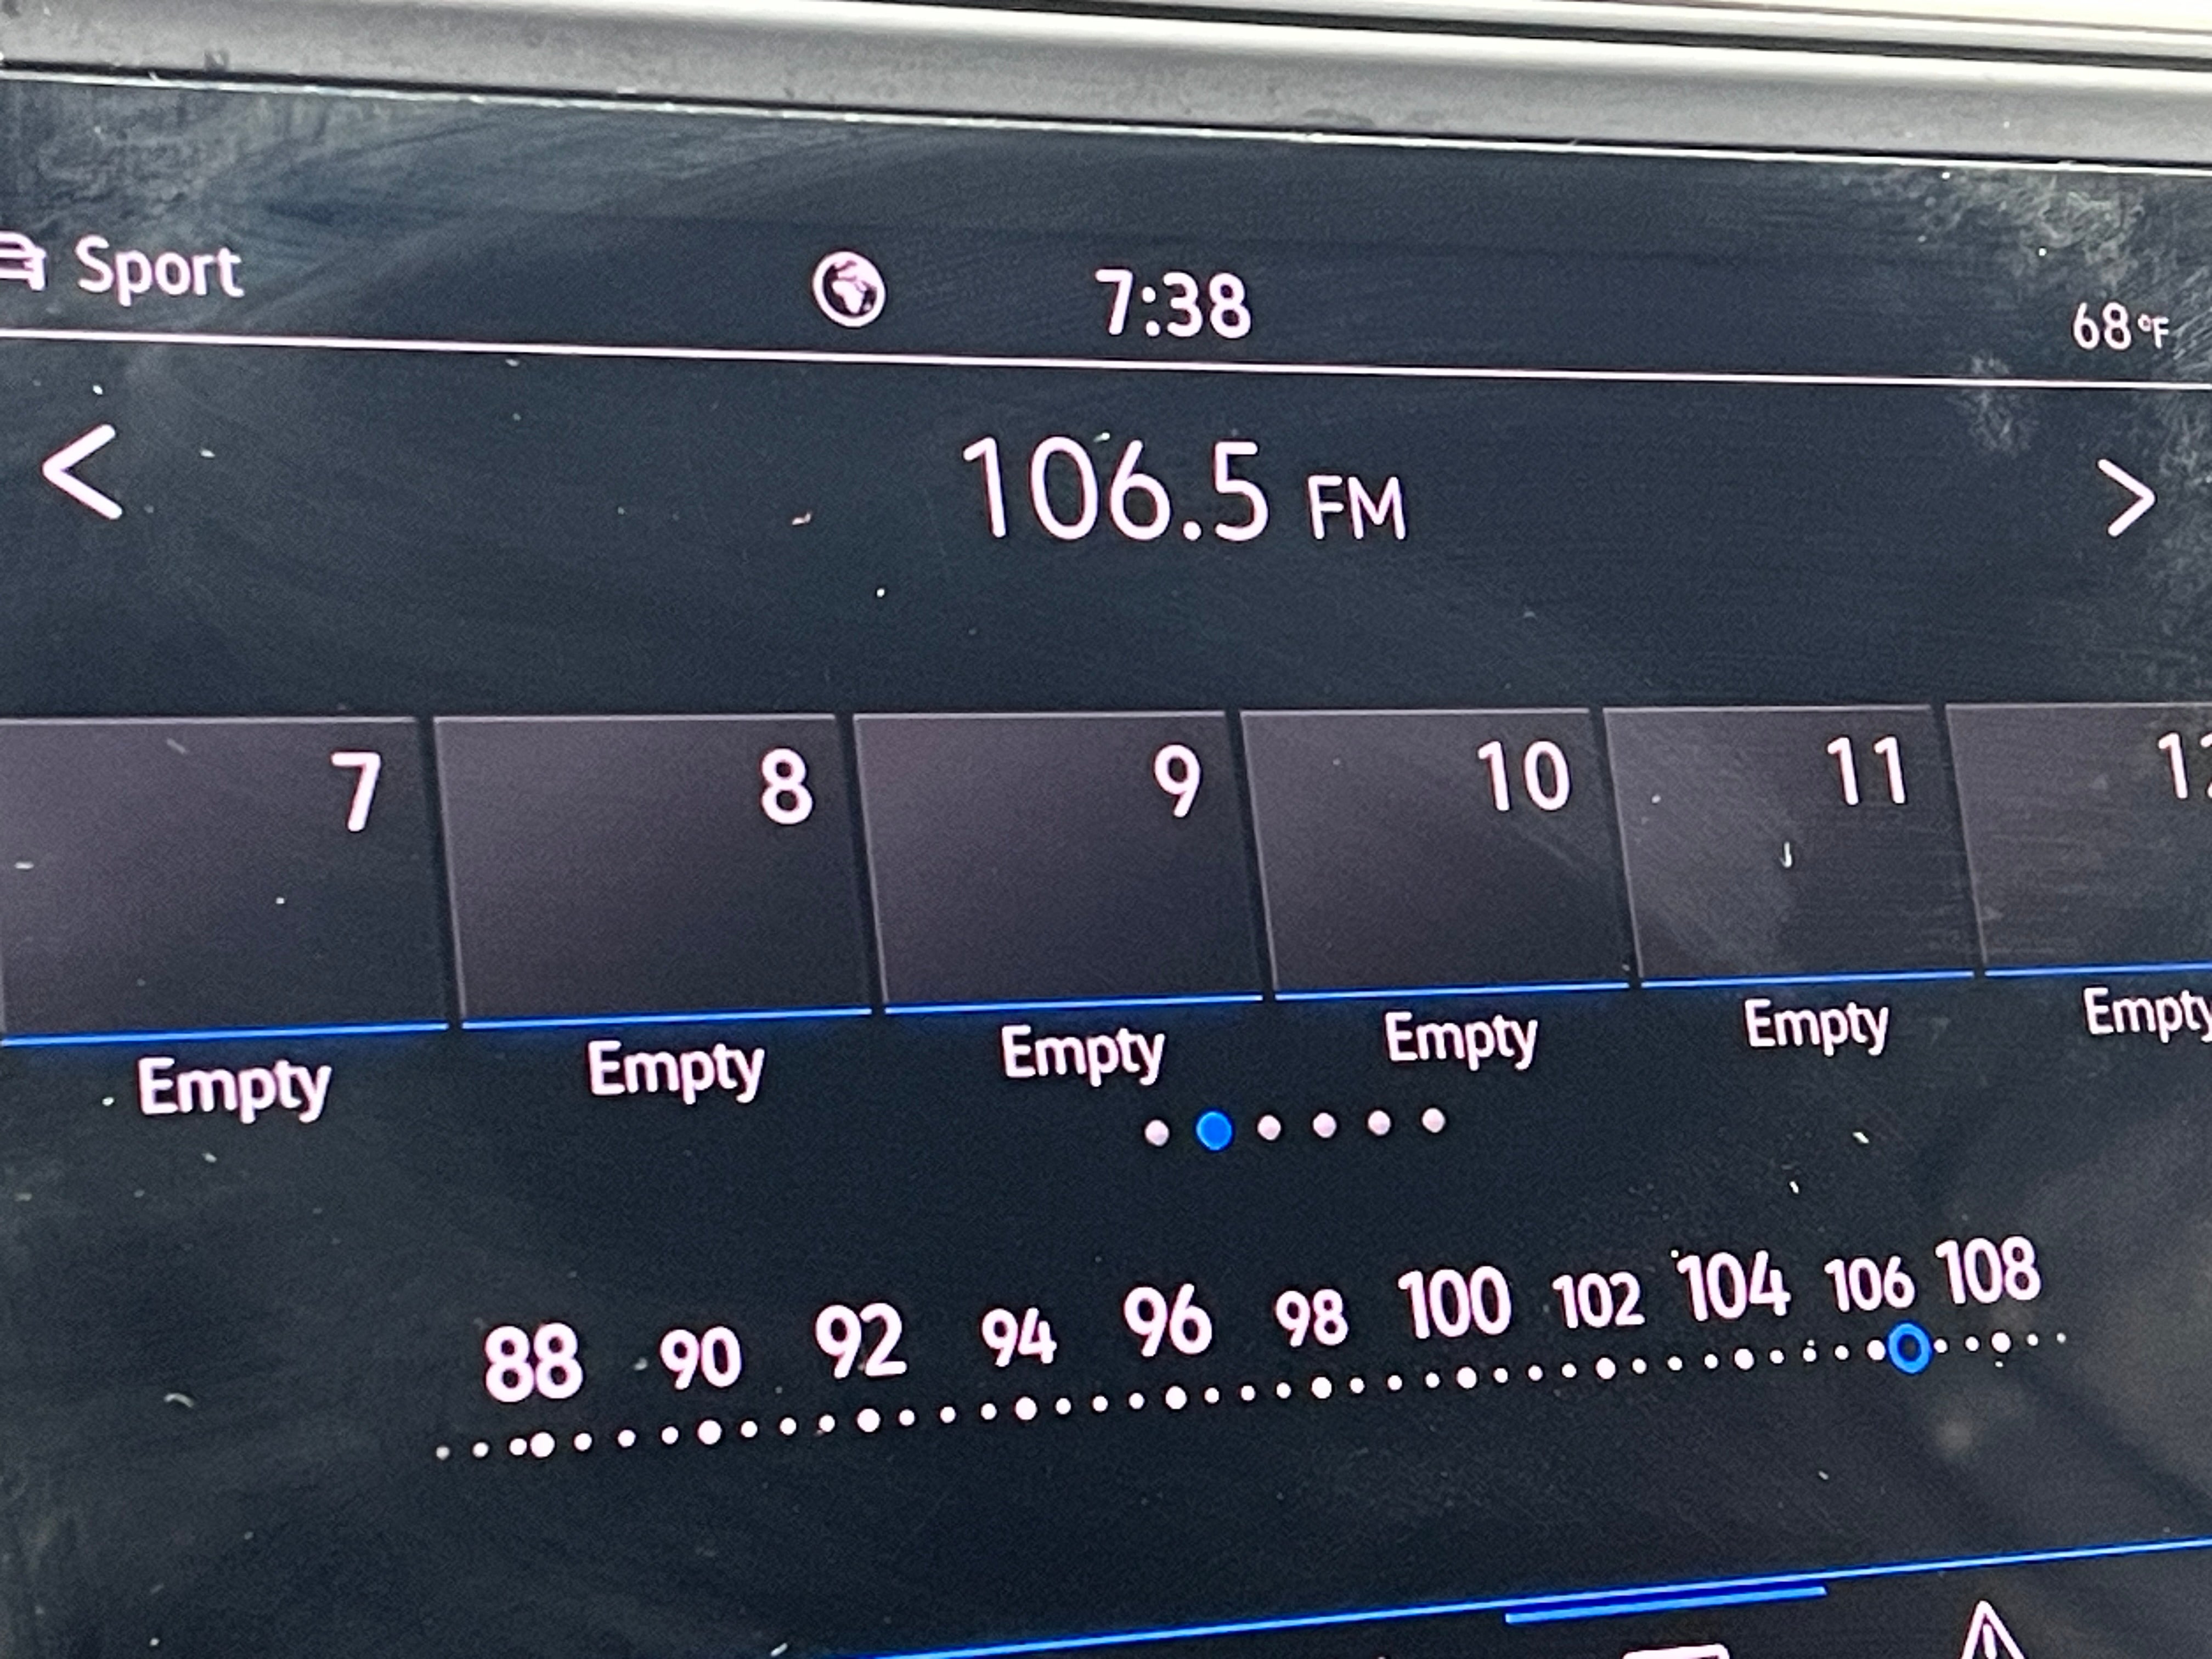 Sport 7:38 68°F
< 106.5 FM >
7 8 9 10 11
Empty Empty Empty Empty Empty Empty
88 90 92 94 96 98 100 102 104 106 108